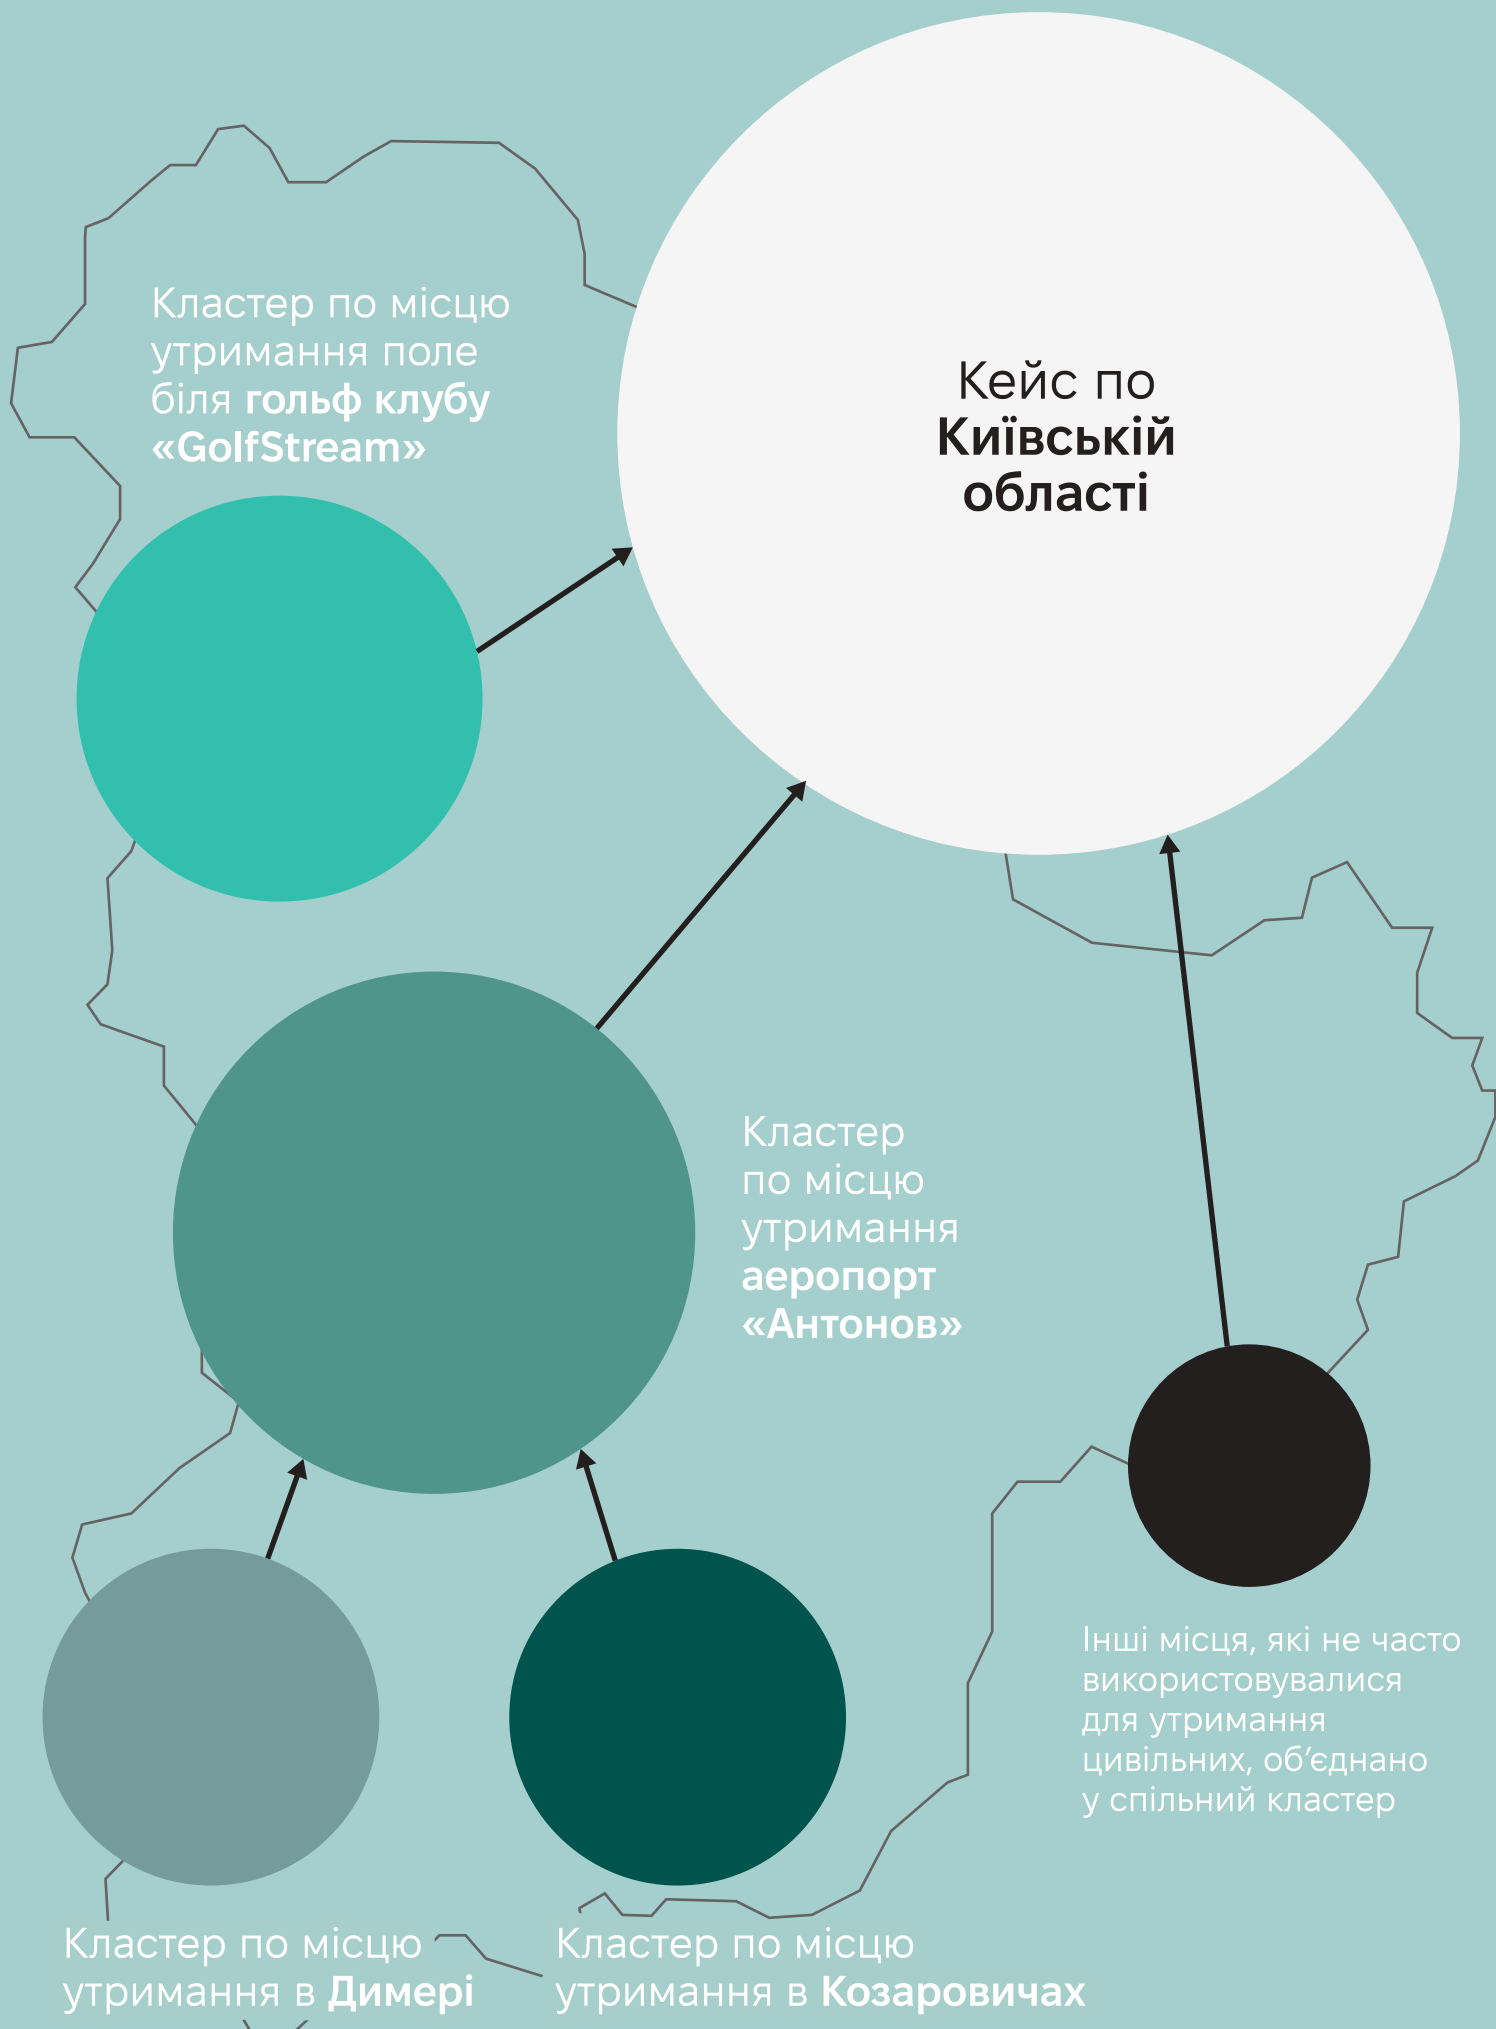 Кластер по місцю
утримання поле
біля гольф клубу
«GolfStream»
Кейс по
Київській
області
Кластер
по місцю
утримання
аеропорт
«Антонов»
Інші місця, які не часто
використовувалися
для утримання
цивільних, об’єднано
у спільний кластер
Кластер по місцю
утримання в Димері
Кластер по місцю
утримання в Козаровичах